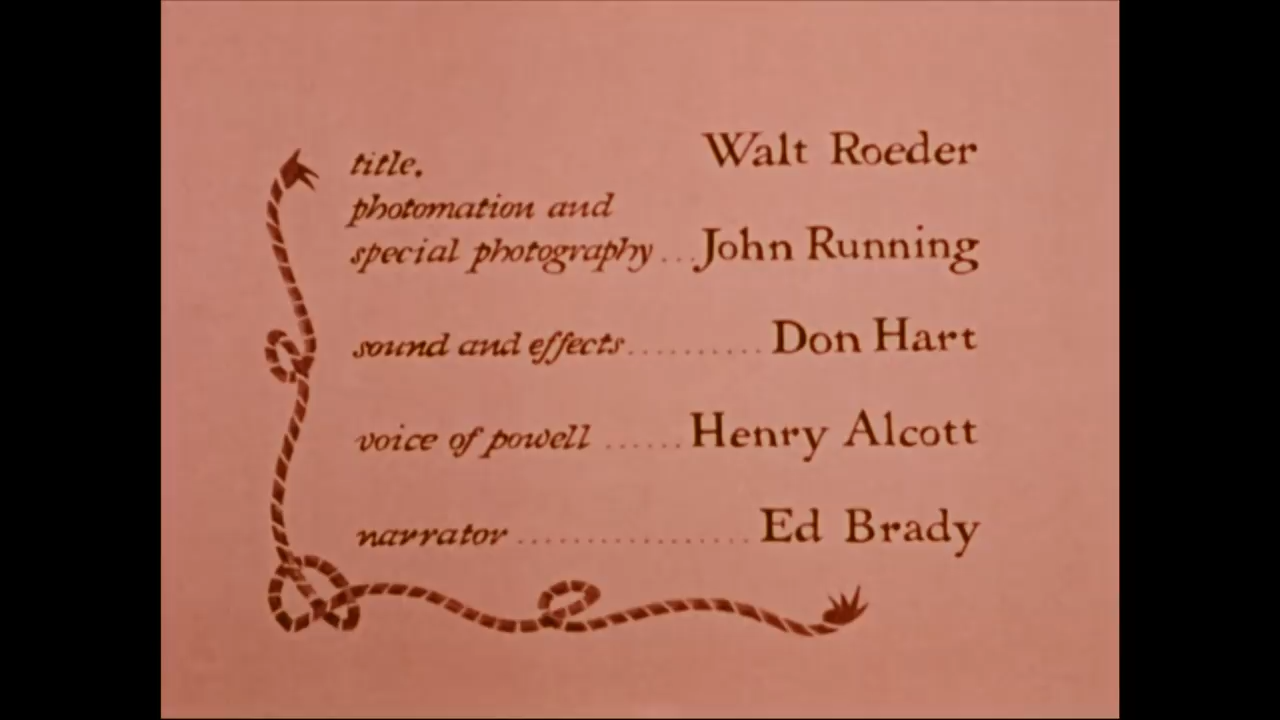 title. Walt Roeder
photomation and
special photography ... John Running
sound and effects.......... Don Hart
voice of powell ...... Henry Alcott
narrator ................. Ed Brady